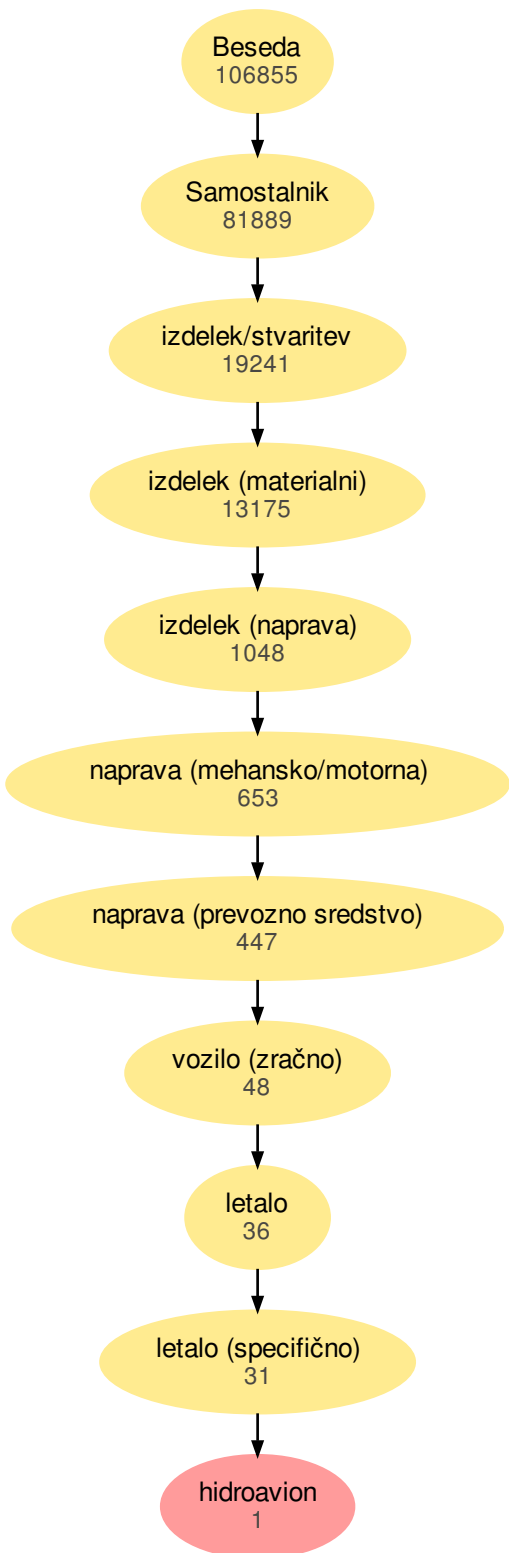 Beseda
106855
Samostalnik
81889
izdelek/stvaritev
19241
izdelek (materialni)
13175
izdelek (naprava)
1048
naprava (mehansko/motorna)
653
naprava (prevozno sredstvo)
447
vozilo (zračno)
48
letalo
36
letalo (specifično)
31
hidroavion
1